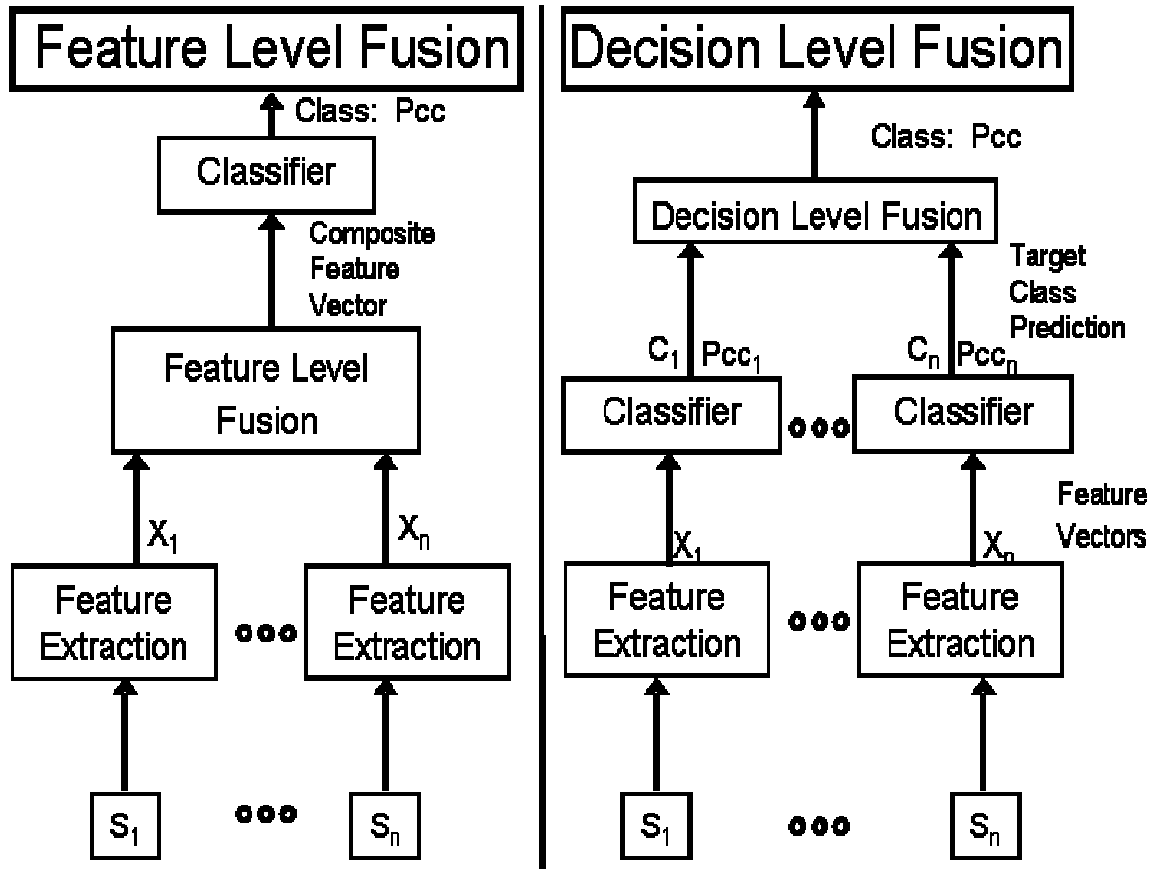 Feature Level Fusion
Class: Pcc
Classifier
Composite
Feature
Vector
Feature Level
Fusion
X1
Xn
Feature
Extraction
Feature
Extraction
S1
Sn
Decision Level Fusion
Class: Pcc
Decision Level Fusion
Target
Class
Prediction
C1 Pcc1
Cn Pccn
Classifier
Classifier
Feature
Vectors
X1
Xn
Feature
Extraction
Feature
Extraction
S1
Sn